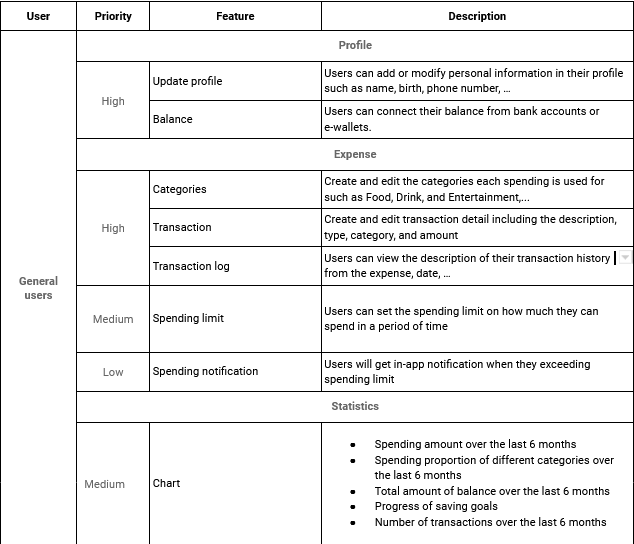 User Priority Feature Description
Profile
General
users
High
Update profile
Users can add or modify personal information in their profile
such as name, birth, phone number, ...
Balance
Users can connect their balance from bank accounts or
e-wallets.
Expense
High
Categories
Create and edit the categories each spending is used for
such as Food, Drink, and Entertainment,...
Transaction
Create and edit transaction detail including the description,
type, category, and amount
Transaction log
Users can view the description of their transaction history
from the expense, date, ...
Medium
Spending limit
Users can set the spending limit on how much they can
spend in a period of time
Low
Spending notification
Users will get in-app notification when they exceeding
spending limit
Statistics
Medium
Chart
● Spending amount over the last 6 months
● Spending proportion of different categories over
the last 6 months
● Total amount of balance over the last 6 months
● Progress of saving goals
● Number of transactions over the last 6 months